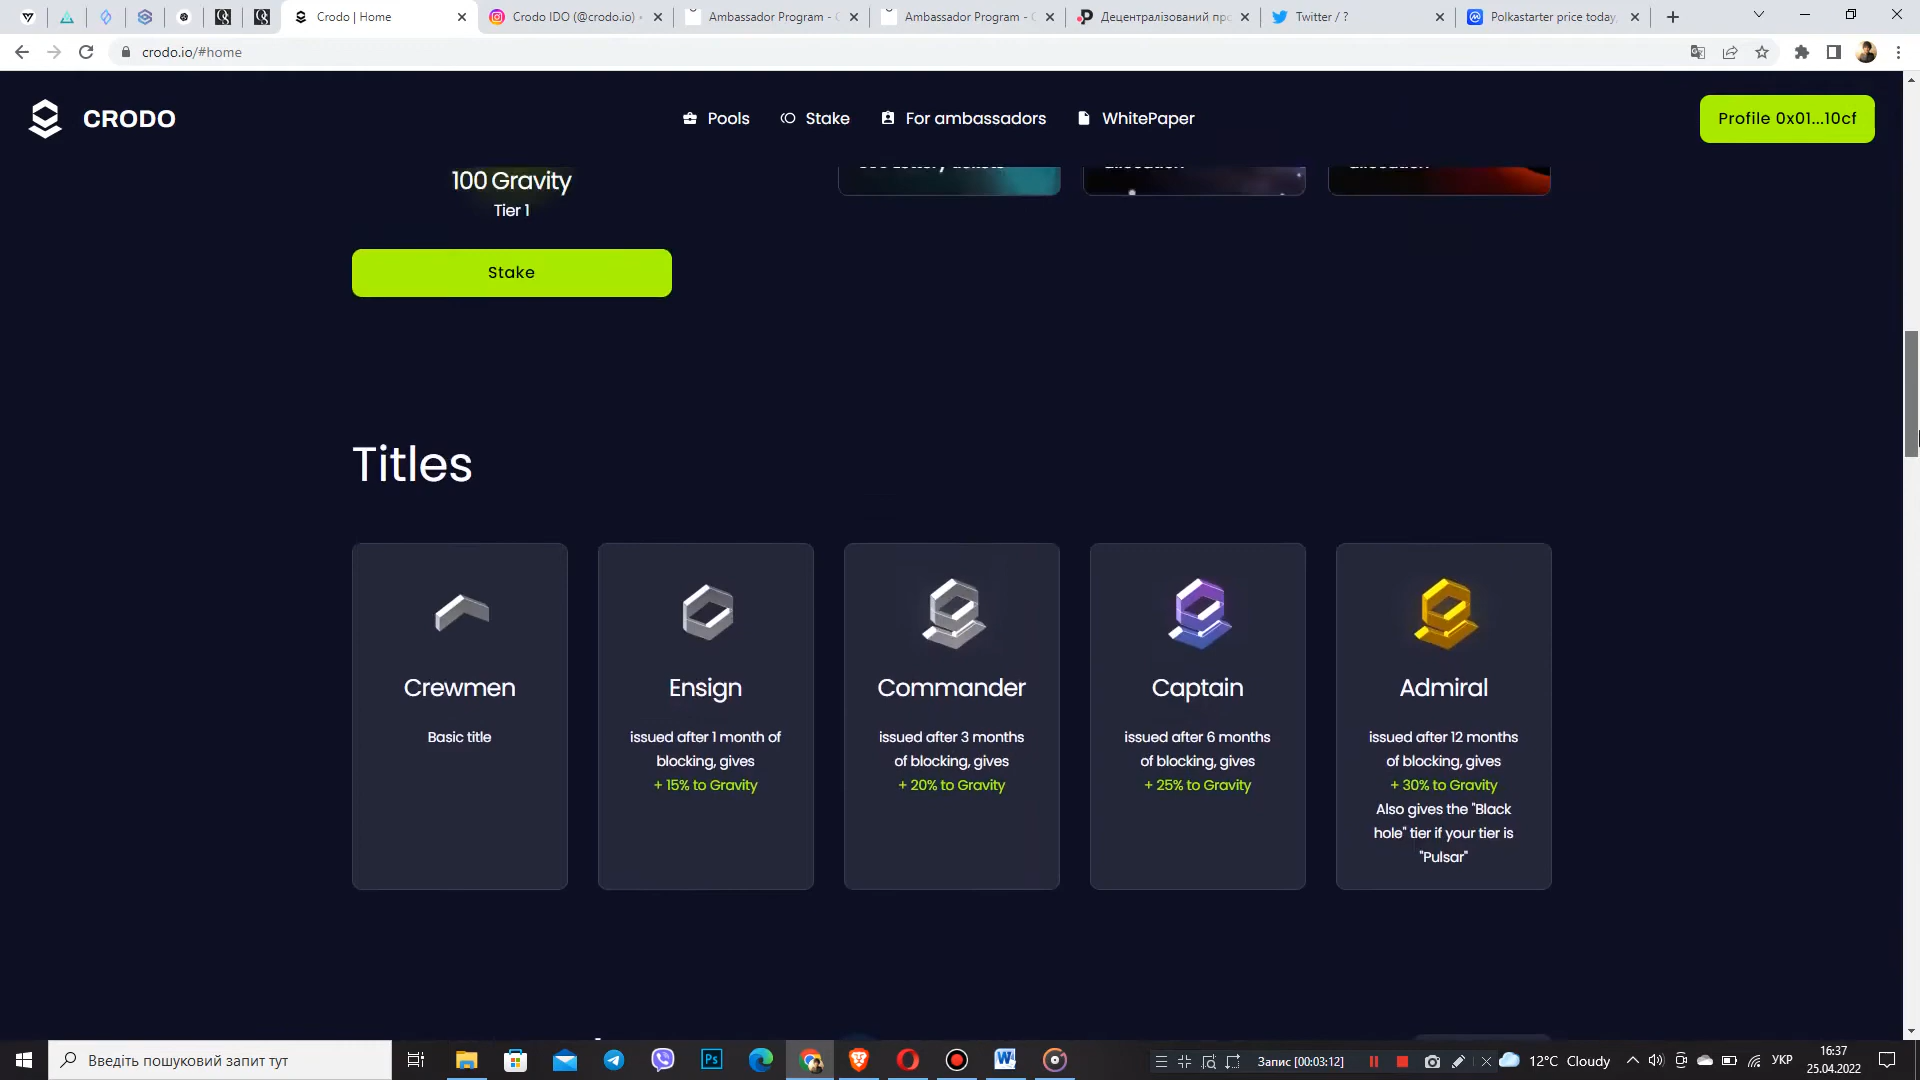 Crodo | Home
Crodo IDO (@crodo.io)
Ambassador Program -
Ambassador Program -
Децентралізований
Twitter / ?
Polkastarter price today,
crodo.io/#home
CRODO
Pools
Stake
For ambassadors
WhitePaper
Profile 0x01...10cf
100 Gravity
Tier 1
allocation
allocation
Stake
Titles
Crewmen
Basic title
Ensign
issued after 1 month of
blocking, gives
+ 15% to Gravity
Commander
issued after 3 months
of blocking, gives
+ 20% to Gravity
Captain
issued after 6 months
of blocking, gives
+ 25% to Gravity
Admiral
issued after 12 months
of blocking, gives
+ 30% to Gravity
Also gives the "Black
hole" tier if your tier is
"Pulsar"
Введіть пошуковий запит тут
Ps
W
Запис [00:03:12]
12°C Cloudy
УКР
16:37
25.04.2022